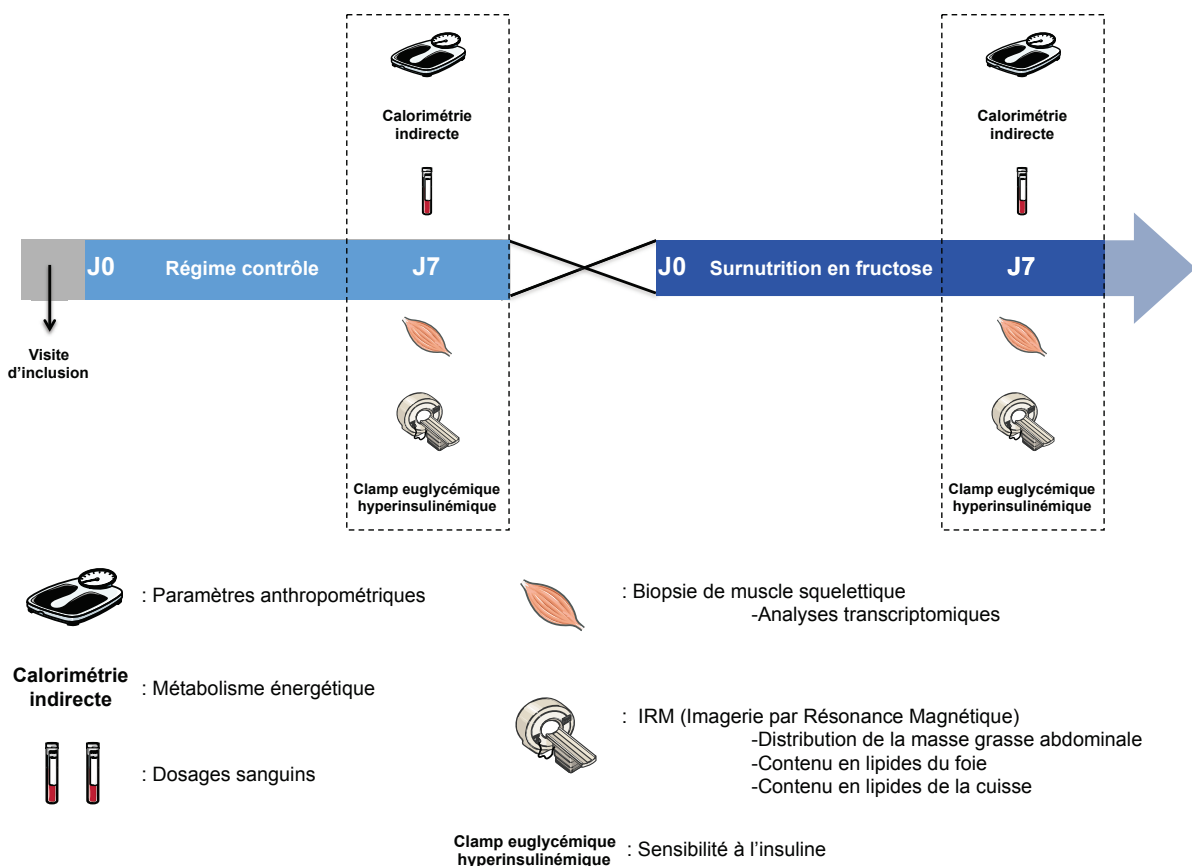 Calorimétrie
indirecte
Calorimétrie
indirecte
J0 Régime contrôle J7
J0 Surnutrition en fructose J7
Visite
d'inclusion
Clamp euglycémique
hyperinsulinémique
Clamp euglycémique
hyperinsulinémique
: Paramètres anthropométriques
Calorimétrie
indirecte
: Métabolisme énergétique
: Dosages sanguins
: Biopsie de muscle squelettique
-Analyses transcriptomiques
: IRM (Imagerie par Résonance Magnétique)
-Distribution de la masse grasse abdominale
-Contenu en lipides du foie
-Contenu en lipides de la cuisse
Clamp euglycémique
hyperinsulinémique
: Sensibilité à l'insuline